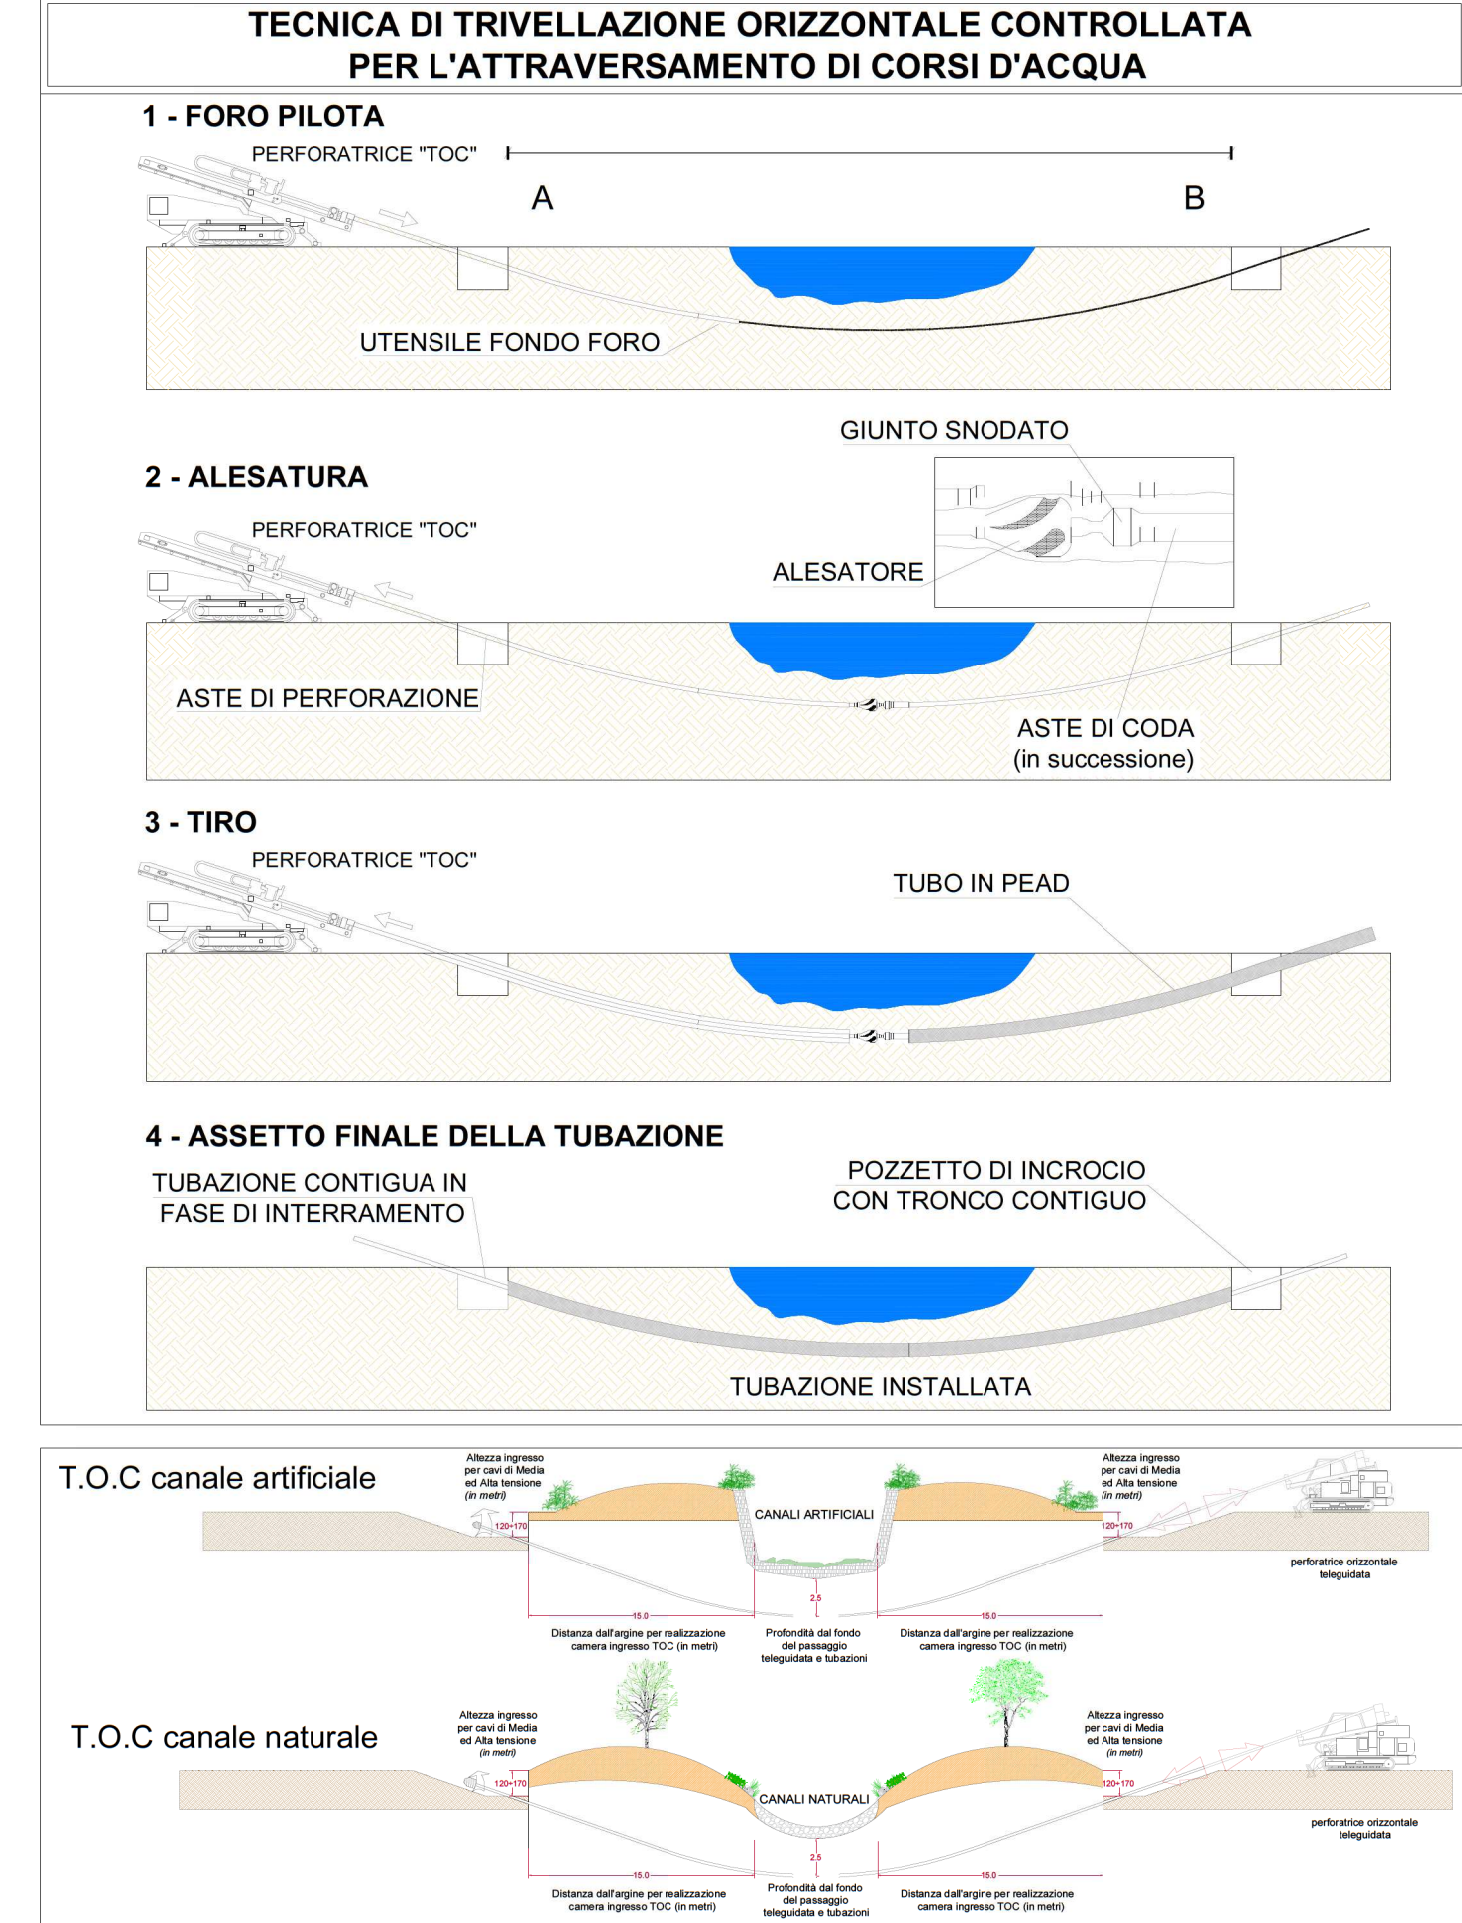 TECNICA DI TRIVELLAZIONE ORIZZONTALE CONTROLLATA
PER L'ATTRAVERSAMENTO DI CORSI D'ACQUA
1 - FORO PILOTA
PERFORATRICE "TOC"
A
B
UTENSILE FONDO FORO
GIUNTO SNODATO
2 - ALESATURA
PERFORATRICE "TOC"
ALESATORE
ASTE DI PERFORAZIONE
ASTE DI CODA
(in successione)
3 - TIRO
PERFORATRICE "TOC"
TUBO IN PEAD
4 - ASSETTO FINALE DELLA TUBAZIONE
TUBAZIONE CONTIGUA IN
FASE DI INTERRAMENTO
POZZETTO DI INCROCIO
CON TRONCO CONTIGUO
TUBAZIONE INSTALLATA
T.O.C canale artificiale
Altezza ingresso
per cavi di Media
ed Alta tensione
(in metri)
120÷170
CANALI ARTIFICIALI
Altezza ingresso
per cavi di Media
ed Alta tensione
(in metri)
120÷170
perforatrice orizzontale
teleguidata
2.5
15.0
15.0
Distanza dall'argine per realizzazione
camera ingresso TOC (in metri)
Profondità dal fondo
del passaggio
teleguidata e tubazioni
Distanza dall'argine per realizzazione
camera ingresso TOC (in metri)
T.O.C canale naturale
Altezza ingresso
per cavi di Media
ed Alta tensione
(in metri)
120÷170
CANALI NATURALI
Altezza ingresso
per cavi di Media
ed Alta tensione
(in metri)
120÷170
perforatrice orizzontale
teleguidata
2.5
15.0
15.0
Distanza dall'argine per realizzazione
camera ingresso TOC (in metri)
Profondità dal fondo
del passaggio
teleguidata e tubazioni
Distanza dall'argine per realizzazione
camera ingresso TOC (in metri)